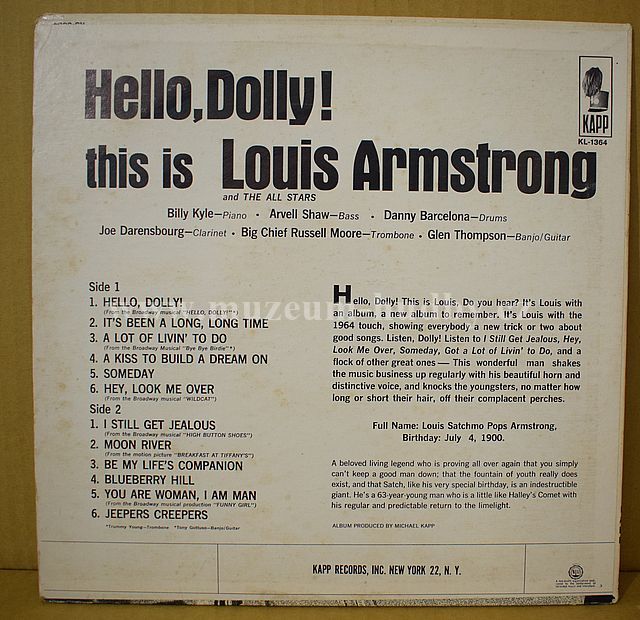 Hello, Dolly!
KAPP
KL-1364
this is Louis Armstrong
and THE ALL STARS
Billy Kyle—Piano • Arvell Shaw—Bass • Danny Barcelona—Drums
Joe Darensbourg—Clarinet • Big Chief Russell Moore—Trombone • Glen Thompson—Banjo/Guitar
Side 1
1. HELLO, DOLLY!
(From the Broadway musical "HELLO, DOLLY!"*)
2. IT'S BEEN A LONG, LONG TIME
3. A LOT OF LIVIN' TO DO
(From the Broadway Musical "Bye Bye Birdie"*)
4. A KISS TO BUILD A DREAM ON
5. SOMEDAY
6. HEY, LOOK ME OVER
(From the Broadway musical "WILDCAT")
Side 2
1. I STILL GET JEALOUS
(From the Broadway musical "HIGH BUTTON SHOES")
2. MOON RIVER
(From the motion picture "BREAKFAST AT TIFFANY'S")
3. BE MY LIFE'S COMPANION
4. BLUEBERRY HILL
5. YOU ARE WOMAN, I AM MAN
(From the Broadway musical production "FUNNY GIRL")
6. JEEPERS CREEPERS
*Trummy Young—Trombone *Tony Gottuso—Banjo/Guitar
Hello, Dolly! This is Louis. Do you hear? It's Louis with
an album, a new album to remember. It's Louis with the
1964 touch, showing everybody a new trick or two about
good songs. Listen, Dolly! Listen to I Still Get Jealous, Hey,
Look Me Over, Someday, Got a Lot of Livin' to Do, and a
flock of other great ones — This wonderful man shakes
the music business up regularly with his beautiful horn and
distinctive voice, and knocks the youngsters, no matter how
long or short their hair, off their complacent perches.
Full Name: Louis Satchmo Pops Armstrong,
Birthday: July 4, 1900.
A beloved living legend who is proving all over again that you simply
can't keep a good man down; that the fountain of youth really does
exist, and that Satch, like his very special birthday, is an indestructible
giant. He's a 63-year-young man who is a little like Halley's Comet with
his regular and predictable return to the limelight.
ALBUM PRODUCED BY MICHAEL KAPP
KAPP RECORDS, INC. NEW YORK 22, N. Y.